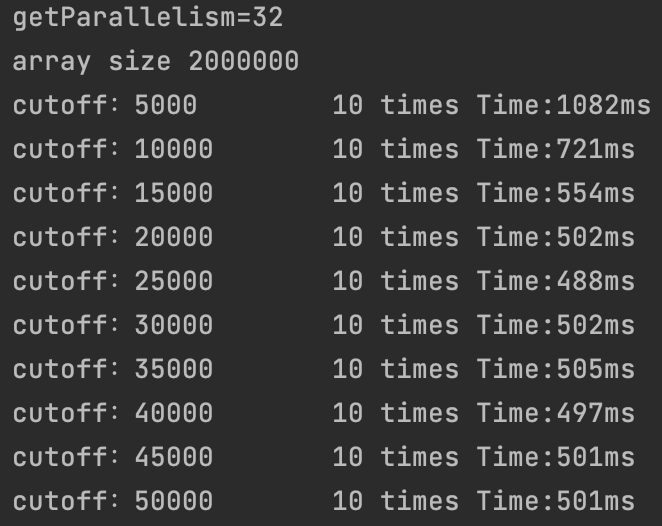 getParallelism=32
array size 2000000
cutoff：5000 10 times Time:1082ms
cutoff：10000 10 times Time:721ms
cutoff：15000 10 times Time:554ms
cutoff：20000 10 times Time:502ms
cutoff：25000 10 times Time:488ms
cutoff：30000 10 times Time:502ms
cutoff：35000 10 times Time:505ms
cutoff：40000 10 times Time:497ms
cutoff：45000 10 times Time:501ms
cutoff：50000 10 times Time:501ms